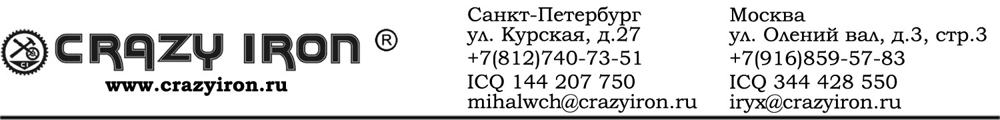 CRAZY IRON ®
CI
www.crazyiron.ru
Санкт-Петербург
ул. Курская, д.27
+7(812)740-73-51
ICQ 144 207 750
mihalwch@crazyiron.ru
Москва
ул. Олений вал, д.3, стр.3
+7(916)859-57-83
ICQ 344 428 550
iryx@crazyiron.ru